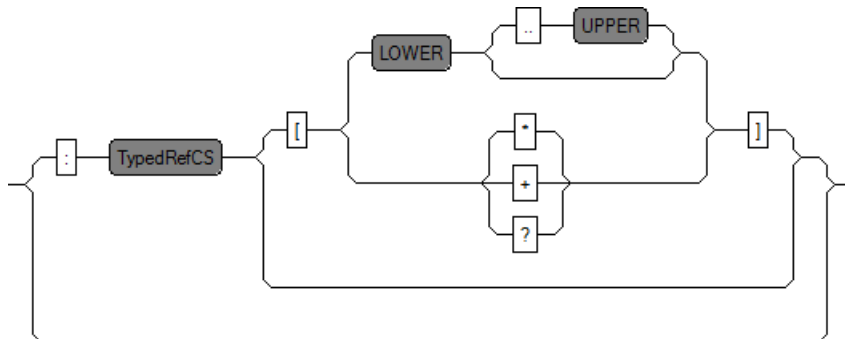 .. UPPER
LOWER
[ * ]
: TypedRefCS
+
?